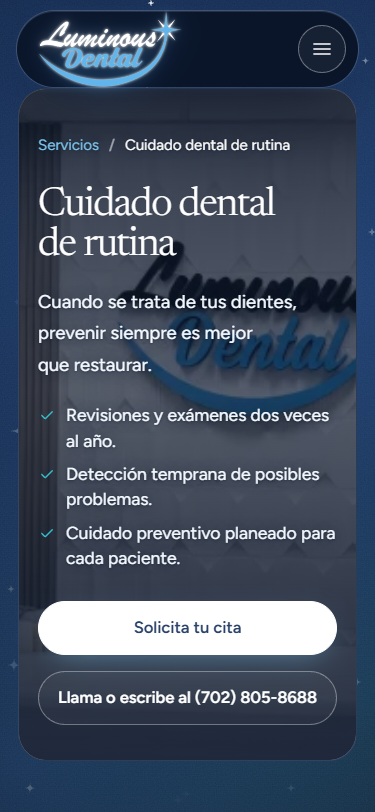 Luminous
Dental
Servicios / Cuidado dental de rutina
Cuidado dental
de rutina
Luminous
Dental
Cuando se trata de tus dientes,
prevenir siempre es mejor
que restaurar.
Revisiones y exámenes dos veces
al año.
Detección temprana de posibles
problemas.
Cuidado preventivo planeado para
cada paciente.
Solicita tu cita
Llama o escribe al (702) 805-8688